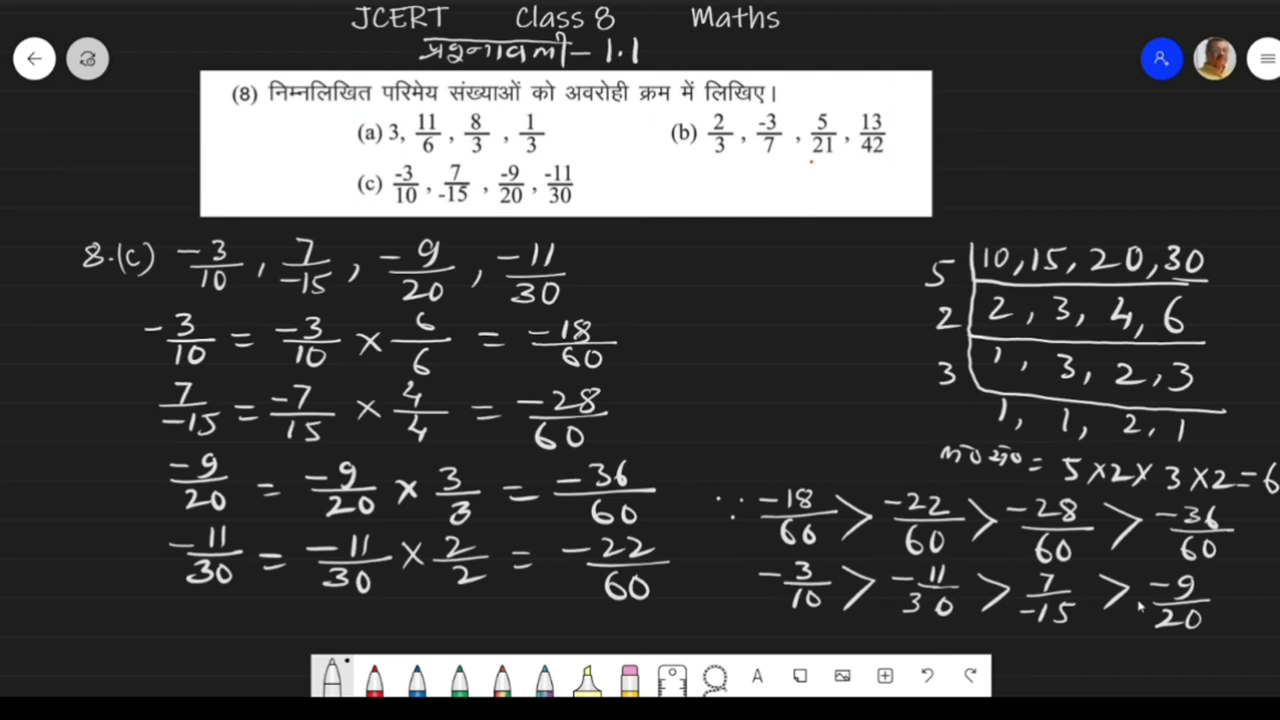 JCERT Class 8 Maths
प्रश्नावली - 1.1
(8) निम्नलिखित परिमेय संख्याओं को अवरोही क्रम में लिखिए।
(a) 3, 11/6, 8/3, 1/3 (b) 2/3, -3/7, 5/21, 13/42
(c) -3/10, 7/-15, -9/20, -11/30
8.(c) -3/10, 7/-15, -9/20, -11/30
-3/10 = -3/10 × 6/6 = -18/60
7/-15 = -7/15 × 4/4 = -28/60
-9/20 = -9/20 × 3/3 = -36/60
-11/30 = -11/30 × 2/2 = -22/60
5 | 10, 15, 20, 30
2 | 2, 3, 4, 6
3 | 1, 3, 2, 3
1, 1, 2, 1
= 5 × 2 × 3 × 2 = 6
∵ -18/60 > -22/60 > -28/60 > -36/60
-3/10 > -11/30 > 7/-15 > -9/20
A